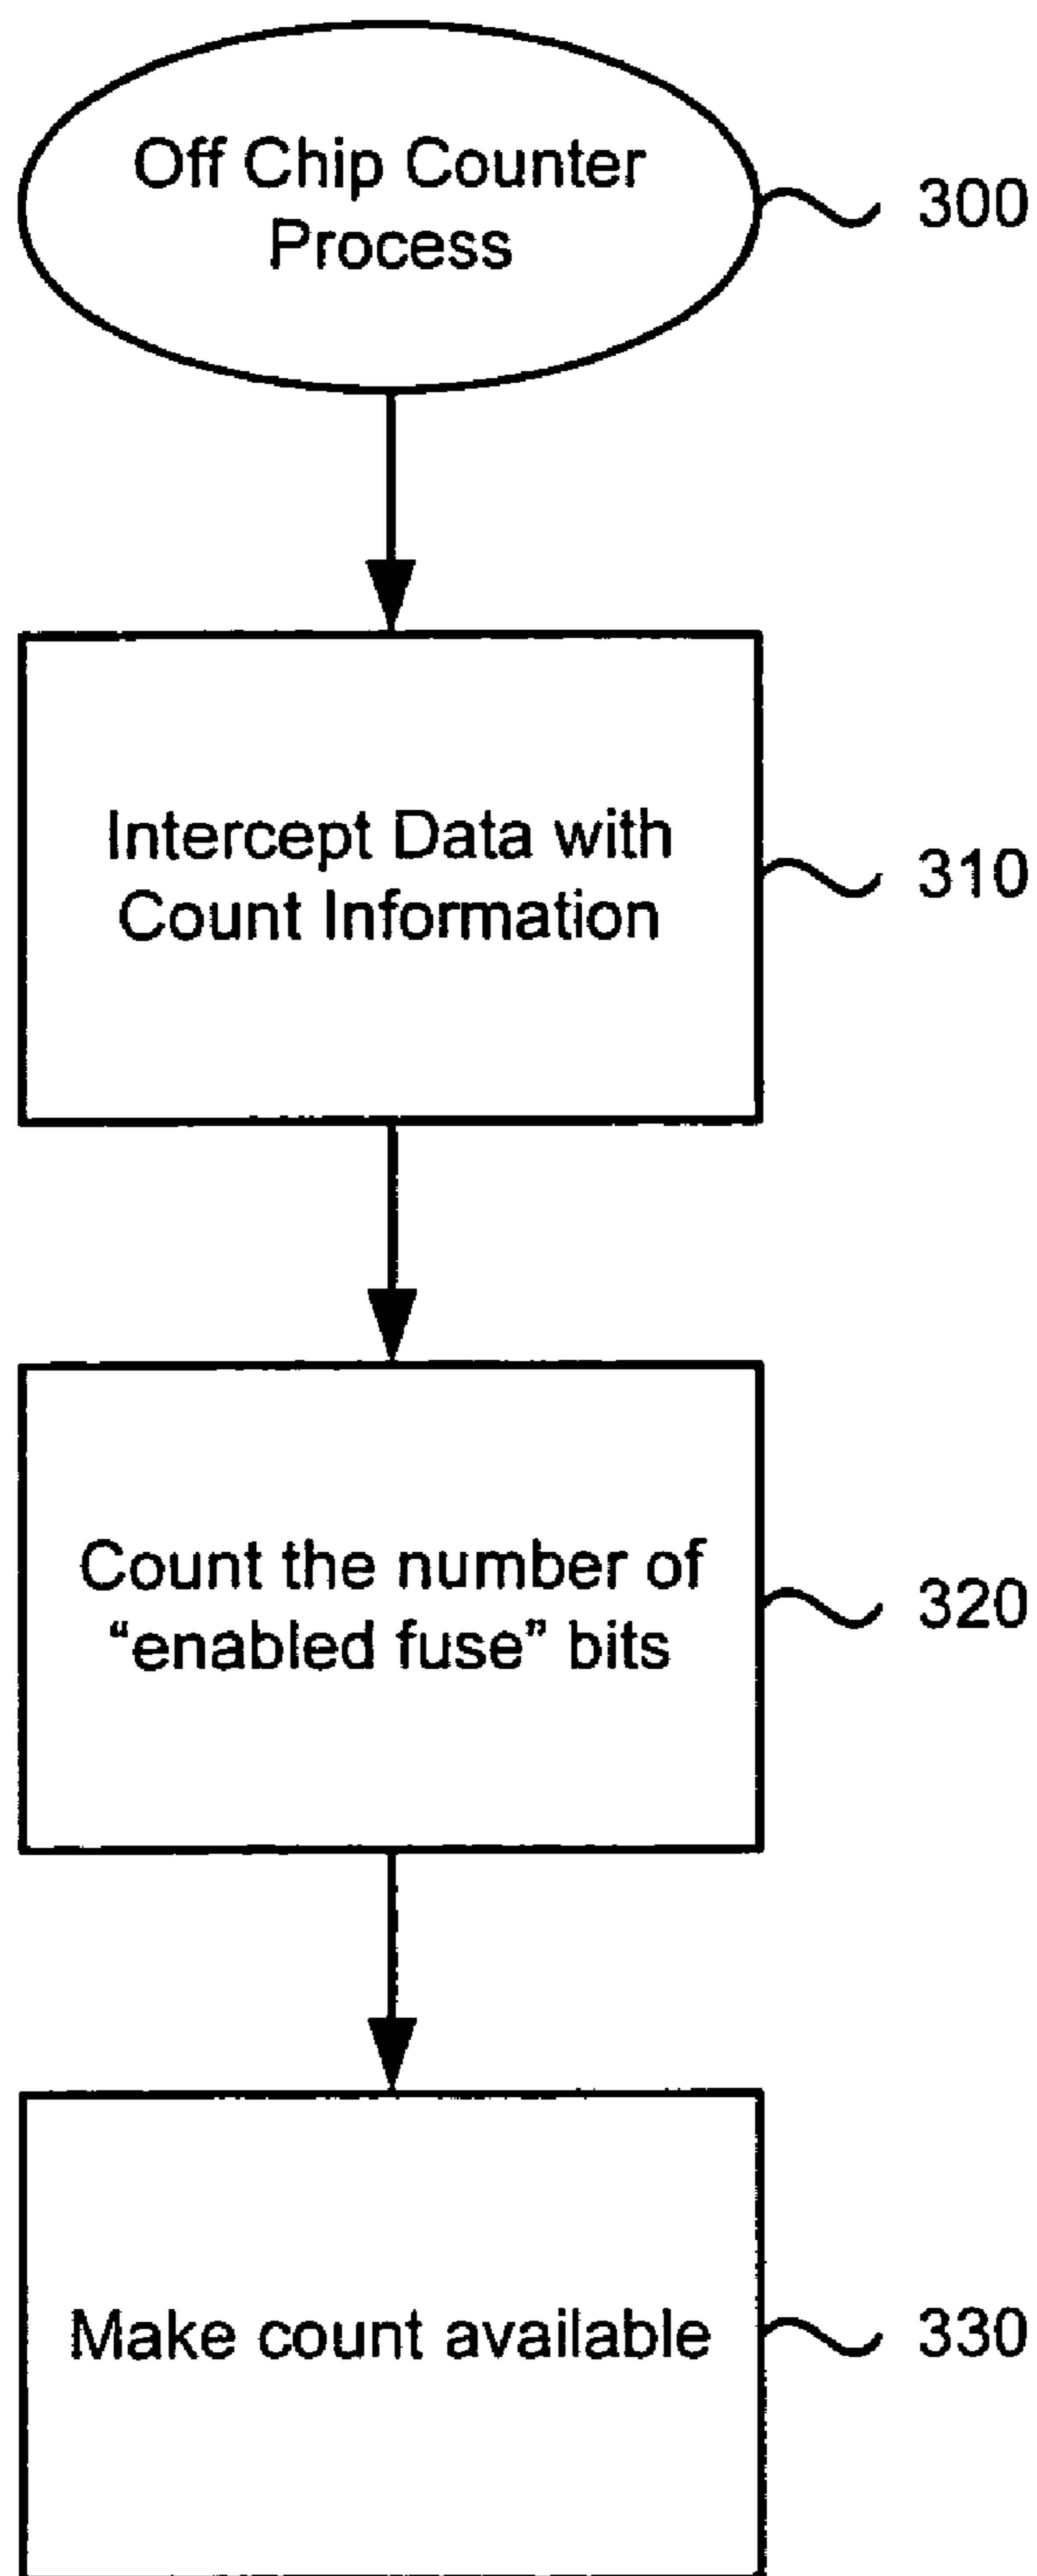 Off Chip Counter
Process
300
Intercept Data with
Count Information
310
Count the number of
“enabled fuse” bits
320
Make count available
330